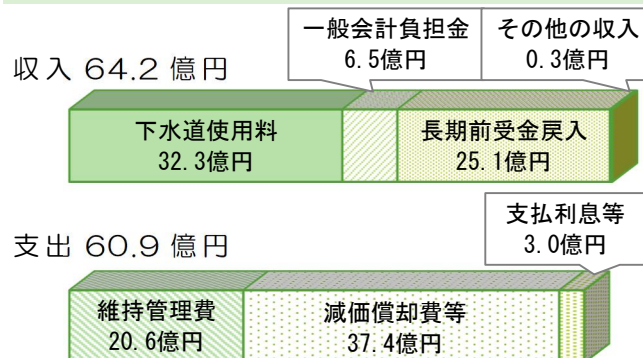 一般会計負担金
6.5億円
その他の収入
0.3億円
収入 64.2 億円
下水道使用料
32.3億円
長期前受金戻入
25.1億円
支払利息等
3.0億円
支出 60.9 億円
維持管理費
20.6億円
減価償却費等
37.4億円